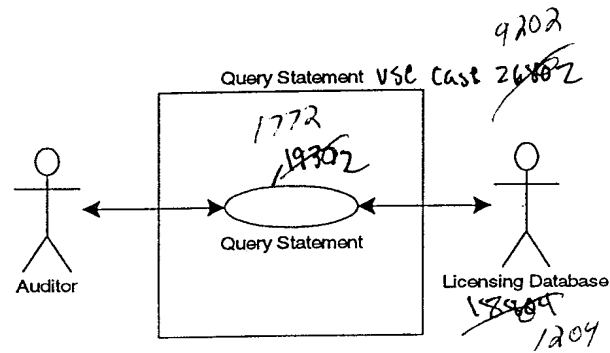 9202
Query Statement use case 26802
1772
19302
Query Statement
Auditor
Licensing Database
18804
1204